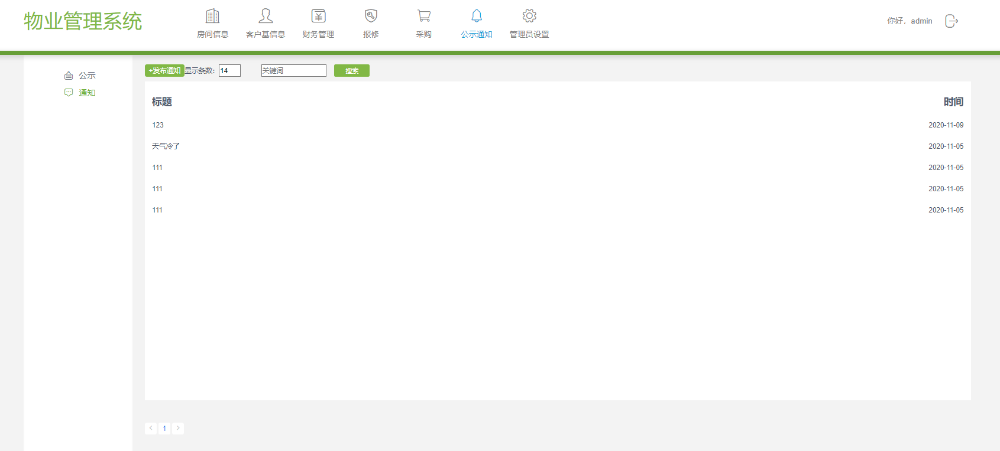 物业管理系统
房间信息 客户基信息 财务管理 报修 采购 公示通知 管理员设置
你好，admin
公示
通知
+发布通知 显示条数: 14 关键词 搜索
标题 时间
123 2020-11-09
天气冷了 2020-11-05
111 2020-11-05
111 2020-11-05
111 2020-11-05
< 1 >